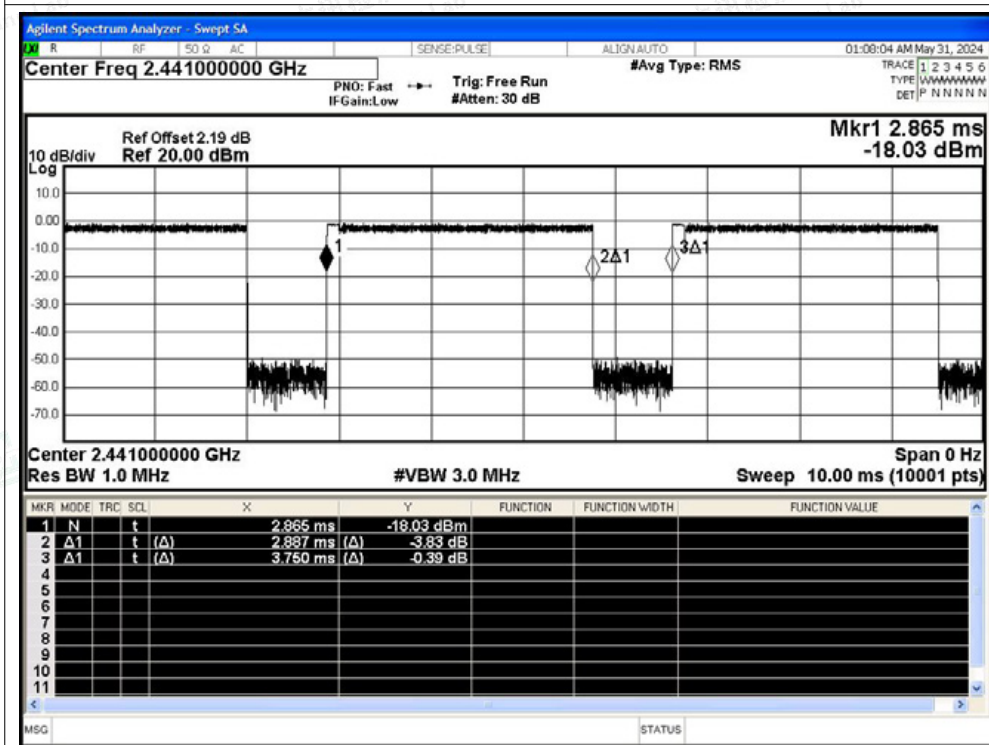 Agilent Spectrum Analyzer - Swept SA
LXI R RF 50 Ω AC SENSE:PULSE ALIGN AUTO 01:08:04 AM May 31, 2024
Center Freq 2.441000000 GHz
PNO: Fast
IFGain:Low
Trig: Free Run
#Atten: 30 dB
#Avg Type: RMS
TRACE 1 2 3 4 5 6
TYPE WWWWWW
DET P N N N N N
Mkr1 2.865 ms
-18.03 dBm
Ref Offset 2.19 dB
10 dB/div Ref 20.00 dBm
Log
10.0
0.00
-10.0
-20.0
-30.0
-40.0
-50.0
-60.0
-70.0
1
2Δ1
3Δ1
Center 2.441000000 GHz Span 0 Hz
Res BW 1.0 MHz #VBW 3.0 MHz Sweep 10.00 ms (10001 pts)
MKR MODE TRC SCL X Y FUNCTION FUNCTION WIDTH FUNCTION VALUE
1 N t 2.865 ms -18.03 dBm
2 Δ1 t (Δ) 2.887 ms (Δ) -3.83 dB
3 Δ1 t (Δ) 3.750 ms (Δ) -0.39 dB
4
5
6
7
8
9
10
11
MSG STATUS